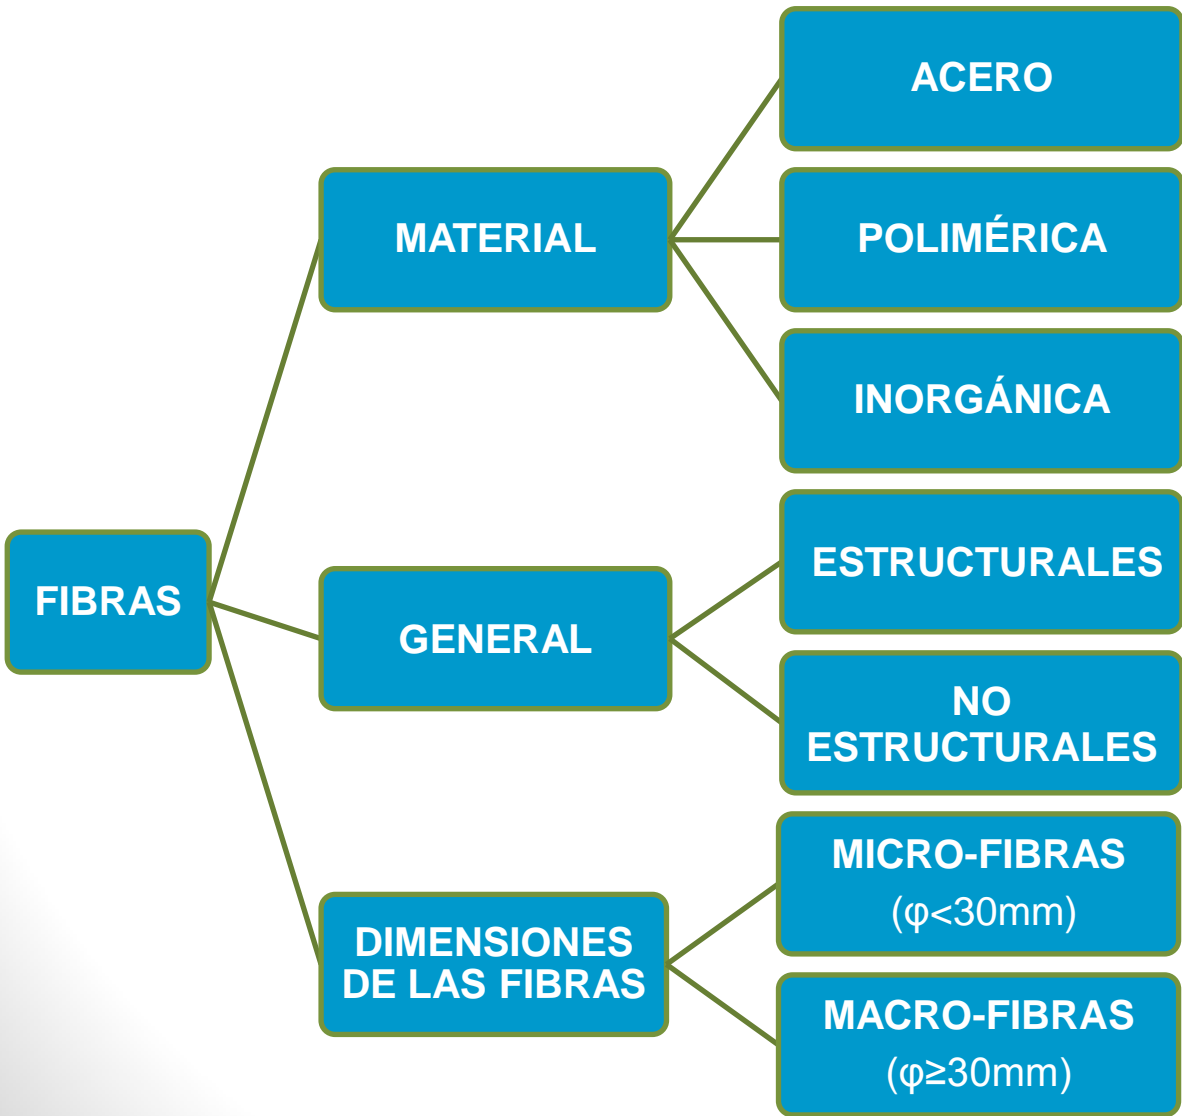 FIBRAS
MATERIAL
ACERO
POLIMÉRICA
INORGÁNICA
GENERAL
ESTRUCTURALES
NO
ESTRUCTURALES
DIMENSIONES
DE LAS FIBRAS
MICRO-FIBRAS
(φ<30mm)
MACRO-FIBRAS
(φ≥30mm)